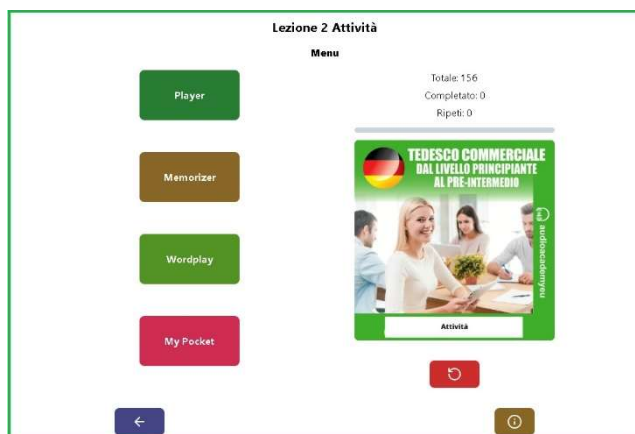 Lezione 2 Attività
Menu
Player
Memorizer
Wordplay
My Pocket
Totale: 156
Completato: 0
Ripeti: 0
TEDESCO COMMERCIALE
DAL LIVELLO PRINCIPIANTE
AL PRE-INTERMEDIO
audioacademyeu
Attività